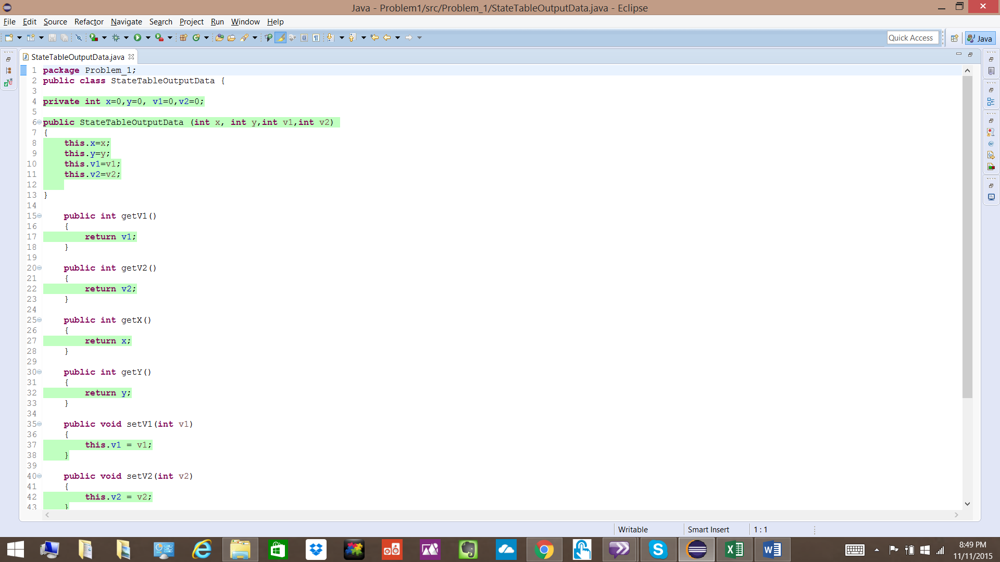 Java - Problem1/src/Problem_1/StateTableOutputData.java - Eclipse
File Edit Source Refactor Navigate Search Project Run Window Help
Quick Access
Java
StateTableOutputData.java
1 package Problem_1;
2 public class StateTableOutputData {
3
4 private int x=0,y=0, v1=0,v2=0;
5
6 public StateTableOutputData (int x, int y,int v1,int v2)
7 {
8     this.x=x;
9     this.y=y;
10     this.v1=v1;
11     this.v2=v2;
12
13 }
14
15     public int getV1()
16     {
17         return v1;
18     }
19
20     public int getV2()
21     {
22         return v2;
23     }
24
25     public int getX()
26     {
27         return x;
28     }
29
30     public int getY()
31     {
32         return y;
33     }
34
35     public void setV1(int v1)
36     {
37         this.v1 = v1;
38     }
39
40     public void setV2(int v2)
41     {
42         this.v2 = v2;
43     }
Writable Smart Insert 1 : 1
8:49 PM
11/11/2015